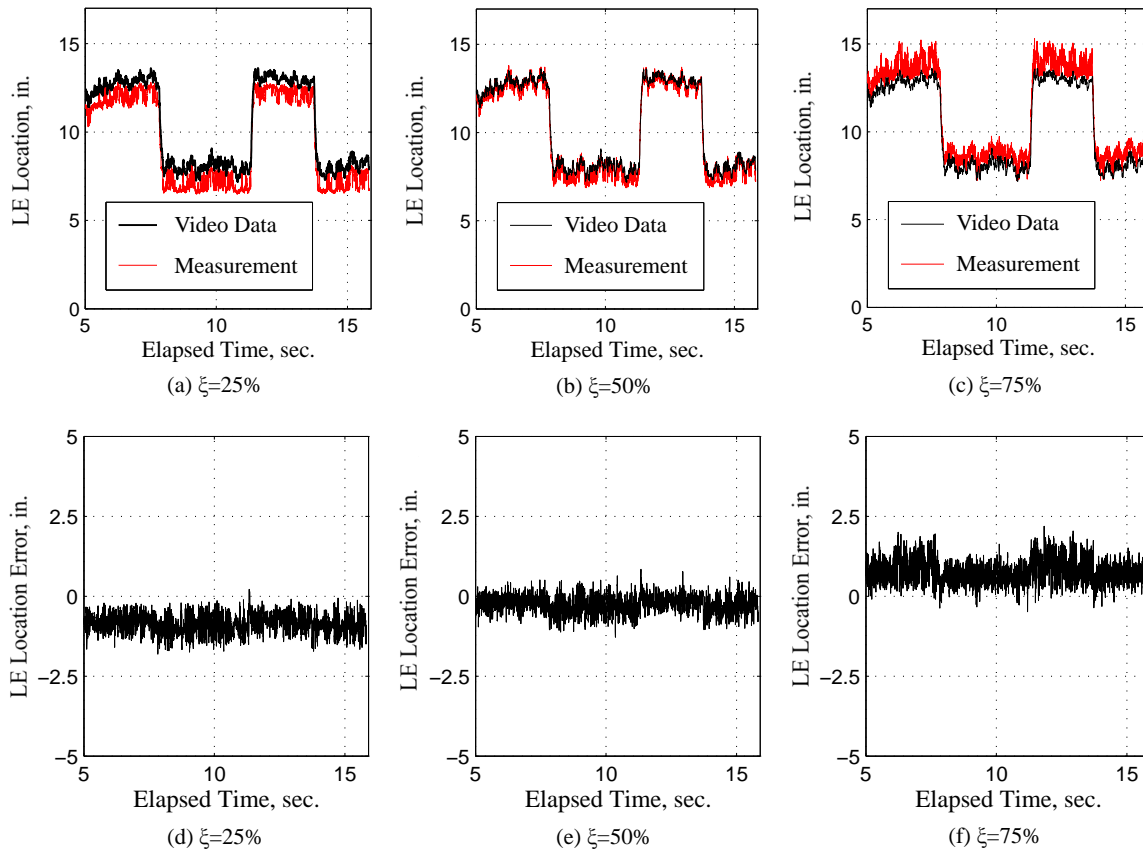 15
10
5
0
LE Location, in.
Video Data
Measurement
5 10 15
Elapsed Time, sec.
(a) ξ=25%
15
10
5
0
LE Location, in.
Video Data
Measurement
5 10 15
Elapsed Time, sec.
(b) ξ=50%
15
10
5
0
LE Location, in.
Video Data
Measurement
5 10 15
Elapsed Time, sec.
(c) ξ=75%
5
2.5
0
−2.5
−5
LE Location Error, in.
5 10 15
Elapsed Time, sec.
(d) ξ=25%
5
2.5
0
−2.5
−5
LE Location Error, in.
5 10 15
Elapsed Time, sec.
(e) ξ=50%
5
2.5
0
−2.5
−5
LE Location Error, in.
5 10 15
Elapsed Time, sec.
(f) ξ=75%